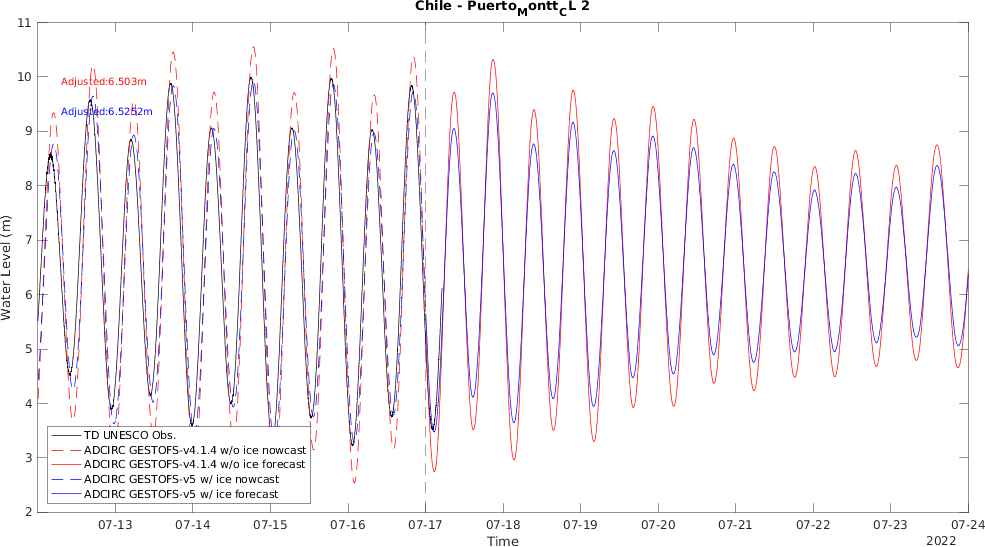 Chile - Puerto_Montt_CL 2
11
10
9
8
7
6
5
4
3
2
Water Level (m)
Adjusted:6.503m
Adjusted:6.5252m
TD UNESCO Obs.
ADCIRC GESTOFS-v4.1.4 w/o ice nowcast
ADCIRC GESTOFS-v4.1.4 w/o ice forecast
ADCIRC GESTOFS-v5 w/ ice nowcast
ADCIRC GESTOFS-v5 w/ ice forecast
07-13 07-14 07-15 07-16 07-17 07-18 07-19 07-20 07-21 07-22 07-23 07-24
Time
2022